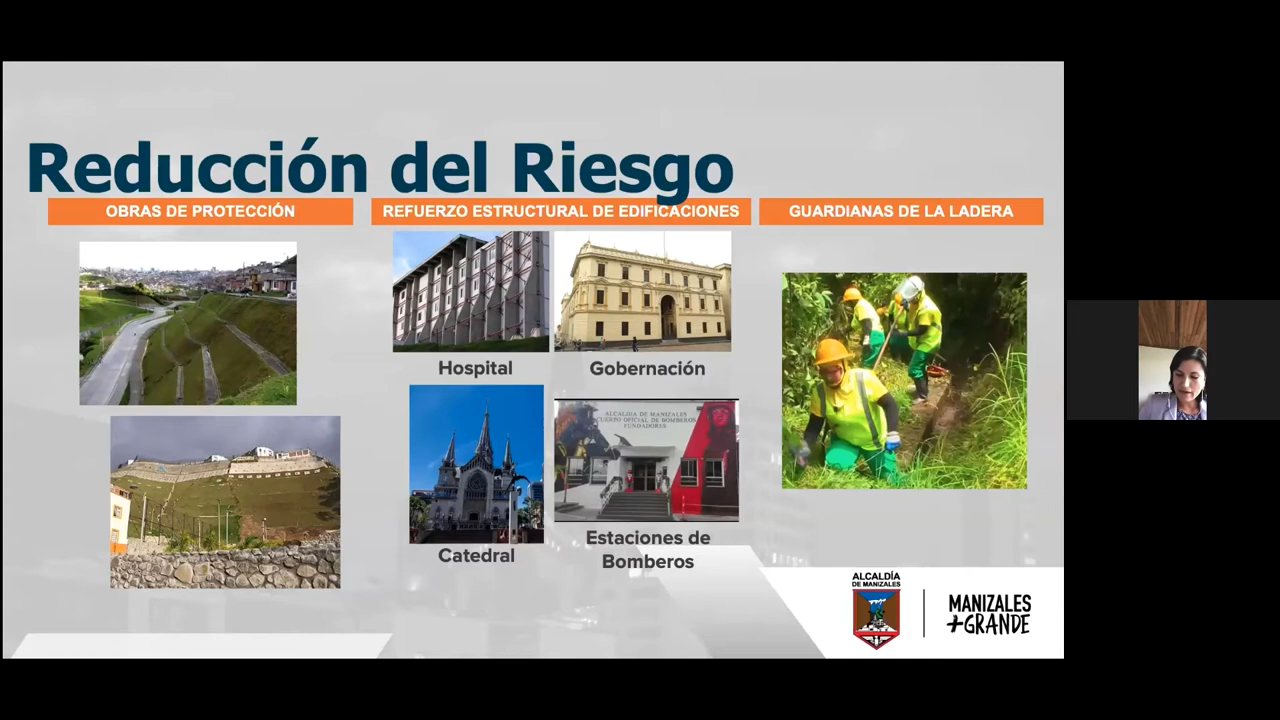 Reducción del Riesgo
OBRAS DE PROTECCIÓN
REFUERZO ESTRUCTURAL DE EDIFICACIONES
GUARDIANAS DE LA LADERA
Hospital
Gobernación
ALCALDIA DE MANIZALES
CUERPO OFICIAL DE BOMBEROS
FUNDADORES
Catedral
Estaciones de
Bomberos
ALCALDÍA
DE MANIZALES
MANIZALES
+GRANDE